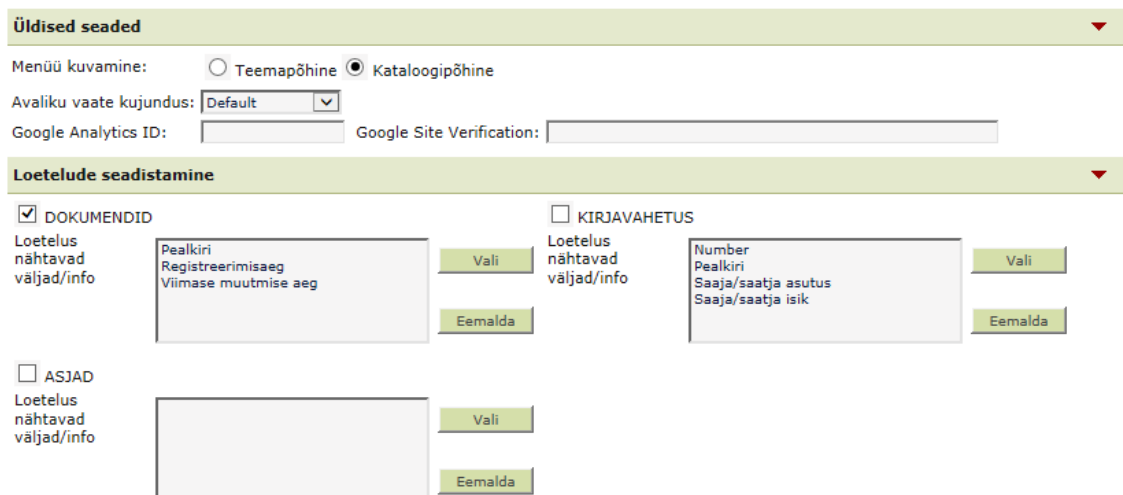 Üldised seaded
Menüü kuvamine: Teemapõhine Kataloogipõhine
Avaliku vaate kujundus: Default
Google Analytics ID: Google Site Verification:
Loetelude seadistamine
DOKUMENDID
Loetelus
nähtavad
väljad/info
Pealkiri
Registreerimisaeg
Viimase muutmise aeg
Vali
Eemalda
KIRJAVAHETUS
Loetelus
nähtavad
väljad/info
Number
Pealkiri
Saaja/saatja asutus
Saaja/saatja isik
Vali
Eemalda
ASJAD
Loetelus
nähtavad
väljad/info
Vali
Eemalda